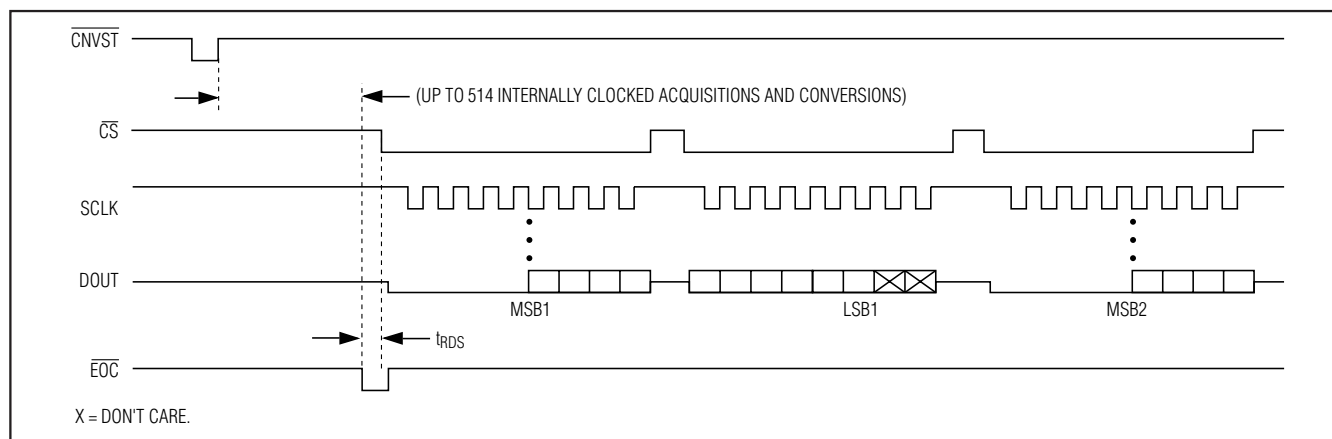 CNVST
(UP TO 514 INTERNALLY CLOCKED ACQUISITIONS AND CONVERSIONS)
CS
SCLK
DOUT
MSB1
LSB1
MSB2
tRDS
EOC
X = DON'T CARE.